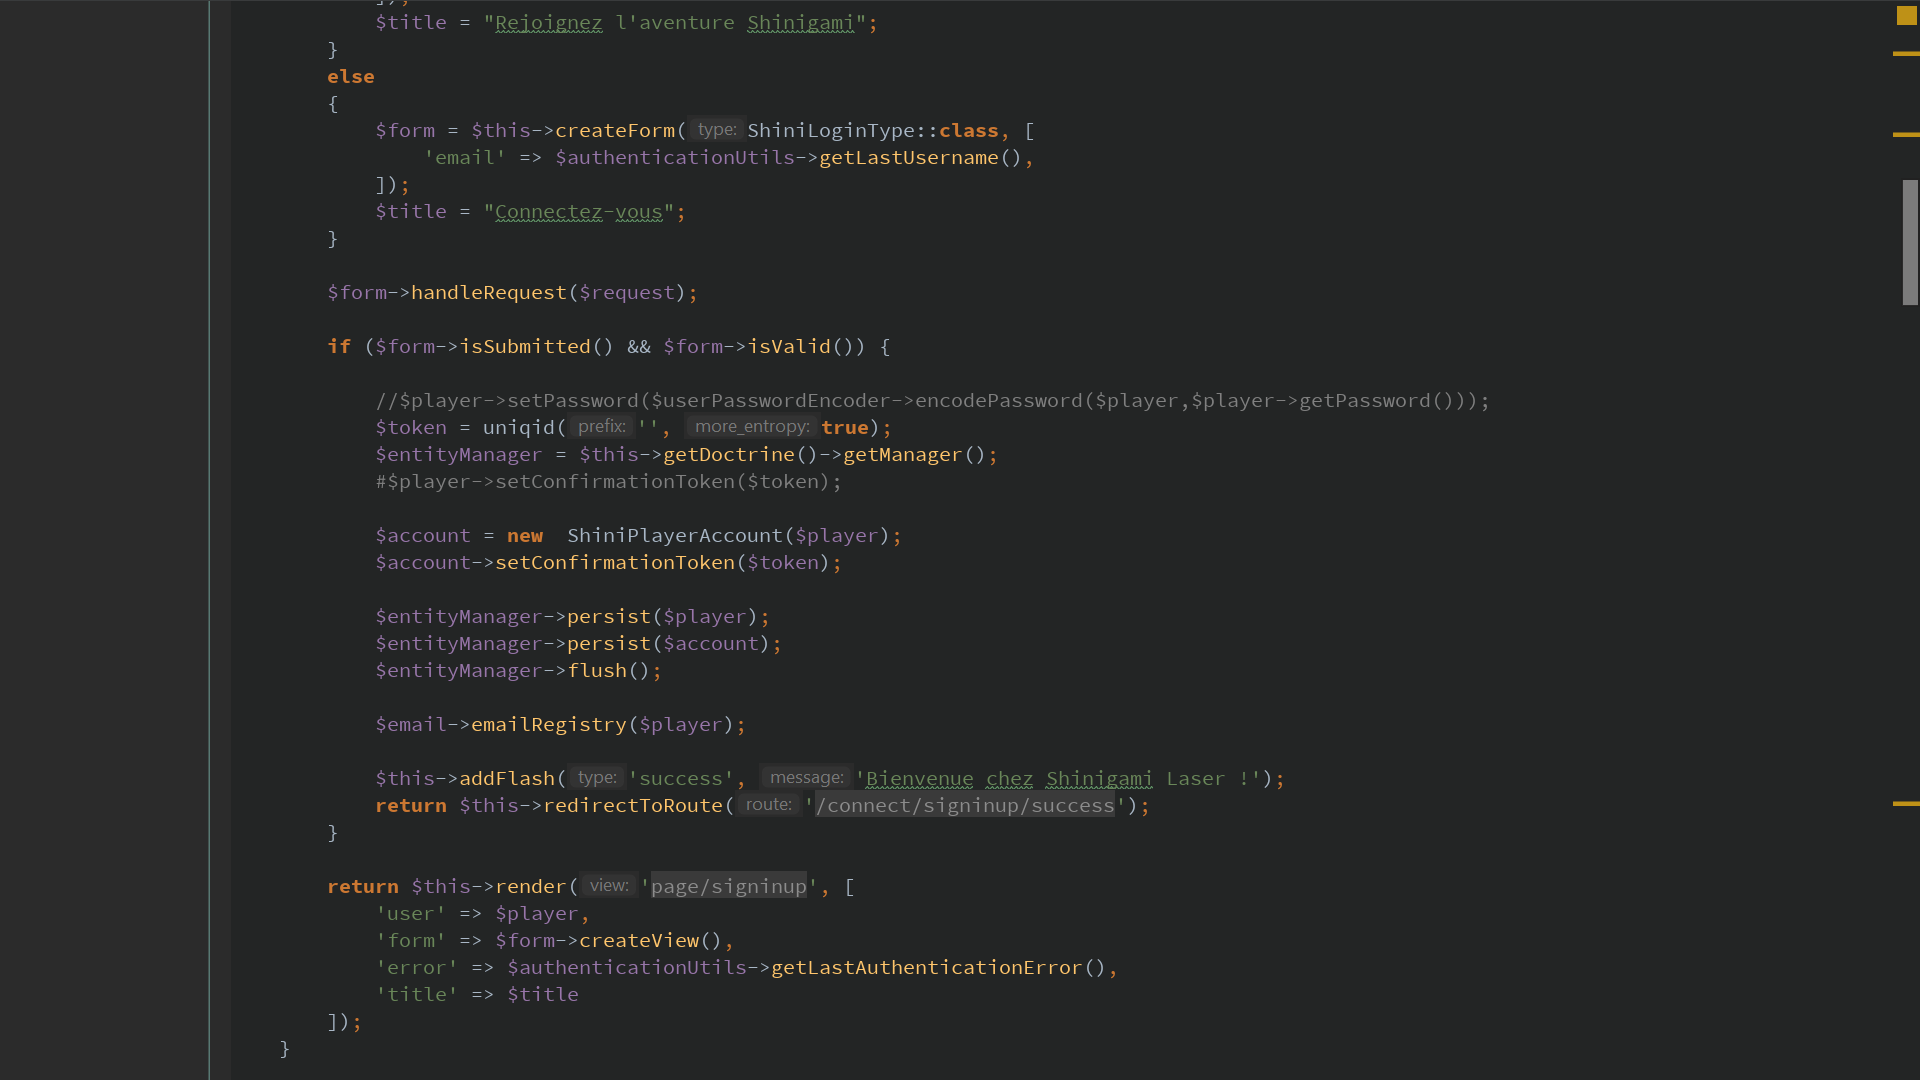 ]);
$title = "Rejoignez l'aventure Shinigami";
}
else
{
$form = $this->createForm( type: ShiniLoginType::class, [
'email' => $authenticationUtils->getLastUsername(),
]);
$title = "Connectez-vous";
}
$form->handleRequest($request);
if ($form->isSubmitted() && $form->isValid()) {
//$player->setPassword($userPasswordEncoder->encodePassword($player,$player->getPassword()));
$token = uniqid( prefix: '', more_entropy: true);
$entityManager = $this->getDoctrine()->getManager();
#$player->setConfirmationToken($token);
$account = new  ShiniPlayerAccount($player);
$account->setConfirmationToken($token);
$entityManager->persist($player);
$entityManager->persist($account);
$entityManager->flush();
$email->emailRegistry($player);
$this->addFlash( type: 'success', message: 'Bienvenue chez Shinigami Laser !');
return $this->redirectToRoute( route: '/connect/signinup/success');
}
return $this->render( view: 'page/signinup', [
'user' => $player,
'form' => $form->createView(),
'error' => $authenticationUtils->getLastAuthenticationError(),
'title' => $title
]);
}